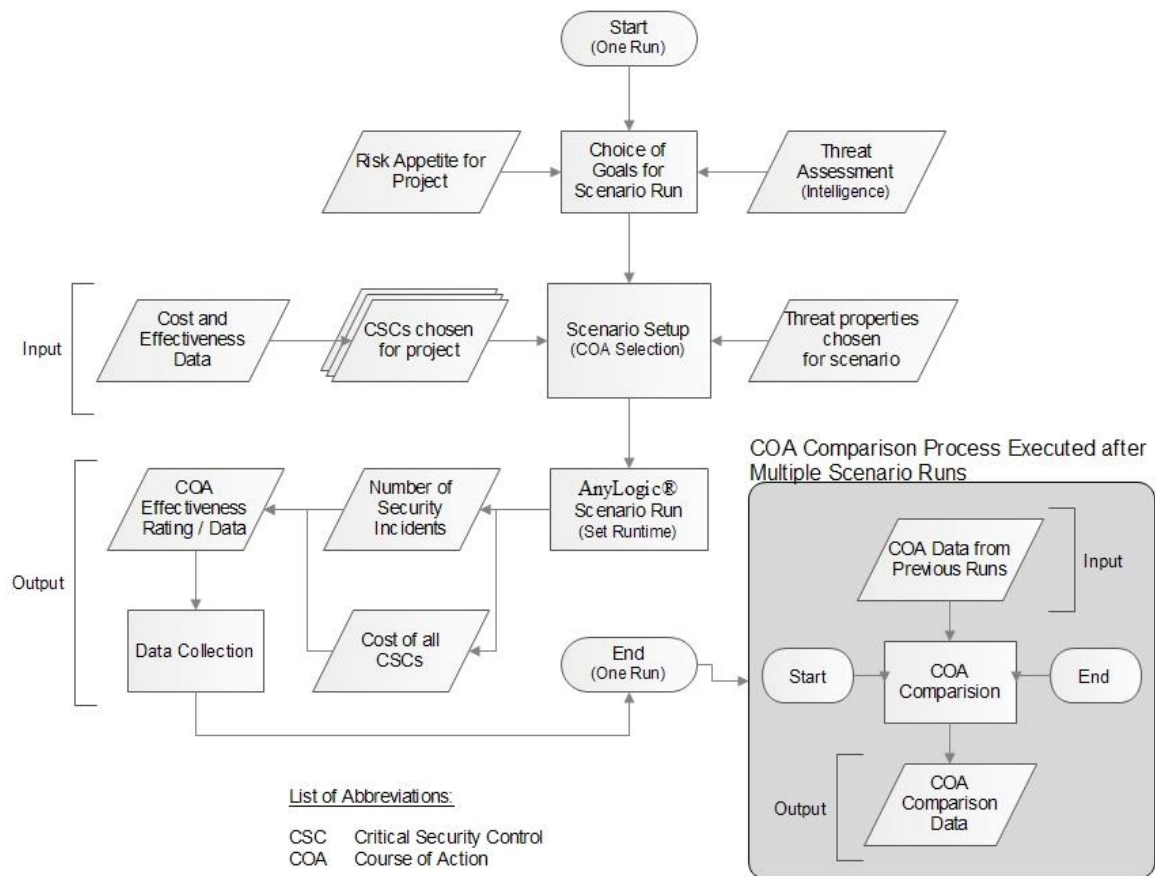 Start
(One Run)
Risk Appetite for
Project
Choice of
Goals for
Scenario Run
Threat
Assessment
(Intelligence)
Input
Cost and
Effectiveness
Data
CSCs chosen
for project
Scenario Setup
(COA Selection)
Threat properties
chosen
for scenario
Output
COA
Effectiveness
Rating / Data
Number of
Security
Incidents
AnyLogic®
Scenario Run
(Set Runtime)
Data Collection
Cost of all
CSCs
End
(One Run)
COA Comparison Process Executed after
Multiple Scenario Runs
COA Data from
Previous Runs
Input
Start
COA
Comparision
End
Output
COA
Comparison
Data
List of Abbreviations:
CSC Critical Security Control
COA Course of Action